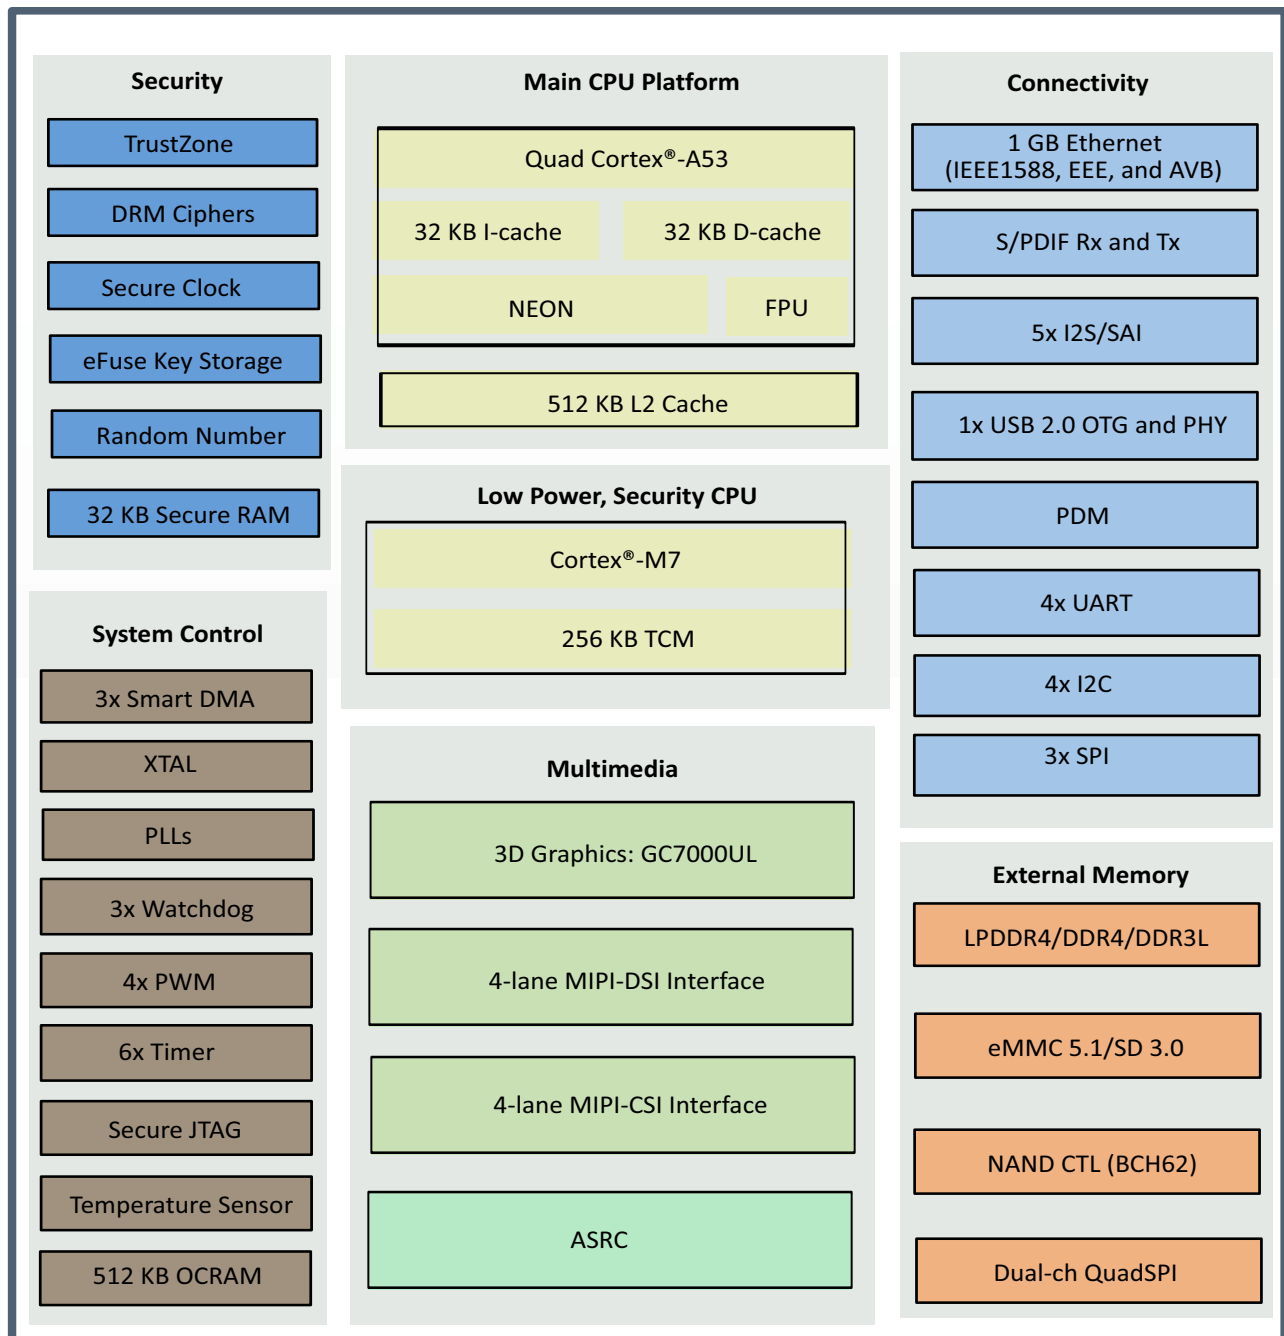 Security
TrustZone
DRM Ciphers
Secure Clock
eFuse Key Storage
Random Number
32 KB Secure RAM
System Control
3x Smart DMA
XTAL
PLLs
3x Watchdog
4x PWM
6x Timer
Secure JTAG
Temperature Sensor
512 KB OCRAM
Main CPU Platform
Quad Cortex®-A53
32 KB I-cache
32 KB D-cache
NEON
FPU
512 KB L2 Cache
Low Power, Security CPU
Cortex®-M7
256 KB TCM
Multimedia
3D Graphics: GC7000UL
4-lane MIPI-DSI Interface
4-lane MIPI-CSI Interface
ASRC
Connectivity
1 GB Ethernet
(IEEE1588, EEE, and AVB)
S/PDIF Rx and Tx
5x I2S/SAI
1x USB 2.0 OTG and PHY
PDM
4x UART
4x I2C
3x SPI
External Memory
LPDDR4/DDR4/DDR3L
eMMC 5.1/SD 3.0
NAND CTL (BCH62)
Dual-ch QuadSPI